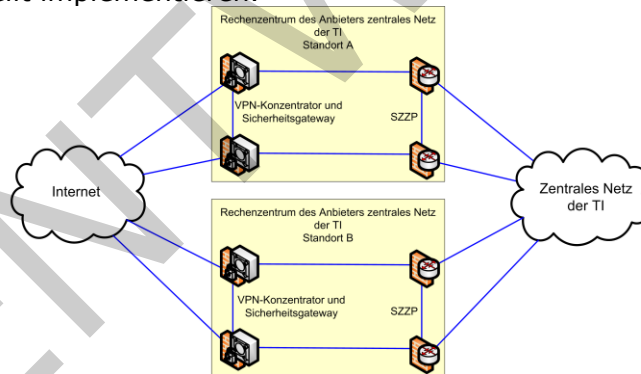 Rechenzentrum des Anbieters zentrales Netz
der TI
Standort A
VPN-Konzentrator und
Sicherheitsgateway
SZZP
Internet
Zentrales Netz
der TI
Rechenzentrum des Anbieters zentrales Netz
der TI
Standort B
VPN-Konzentrator und
Sicherheitsgateway
SZZP